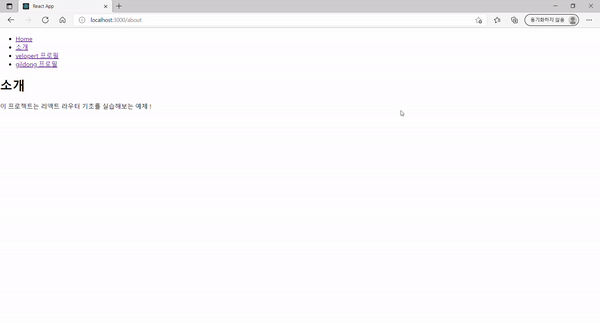 React App
localhost:3000/about
동기화하지 않음
Home
소개
velopert 프로필
gildong 프로필
소개
이 프로젝트는 리액트 라우터 기초를 실습해보는 예제 !